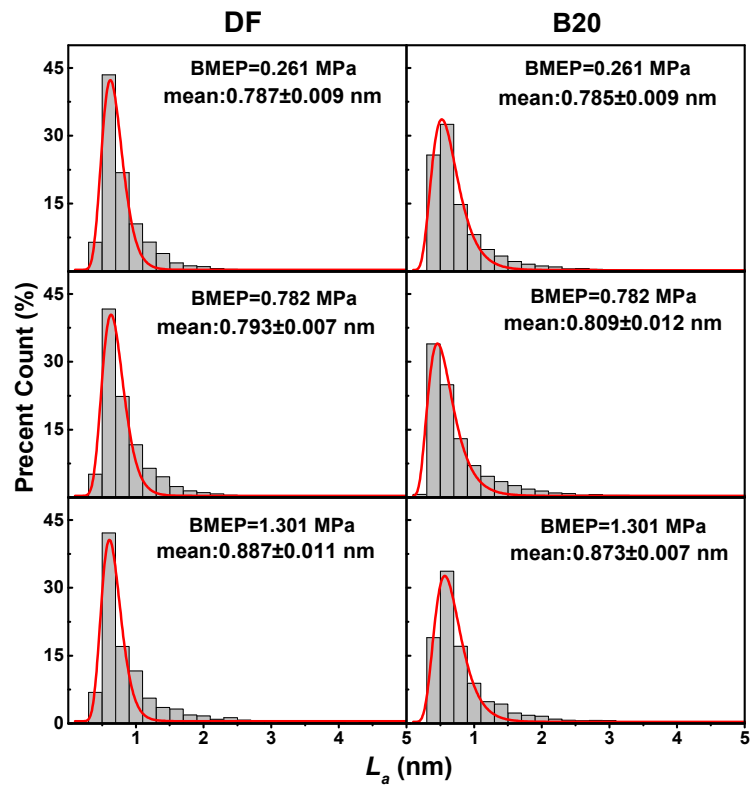 DF
B20
Precent Count (%)
45
30
15
BMEP=0.261 MPa
mean:0.787±0.009 nm
BMEP=0.261 MPa
mean:0.785±0.009 nm
45
30
15
BMEP=0.782 MPa
mean:0.793±0.007 nm
BMEP=0.782 MPa
mean:0.809±0.012 nm
45
30
15
0
BMEP=1.301 MPa
mean:0.887±0.011 nm
BMEP=1.301 MPa
mean:0.873±0.007 nm
1 2 3 4 5 1 2 3 4 5
La (nm)